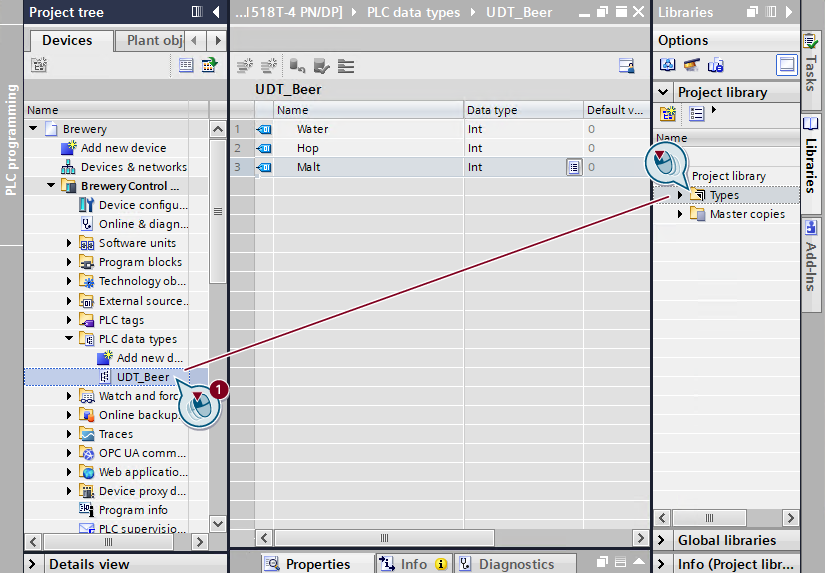 PLC programming
Project tree
Devices
Plant obj
Name
Brewery
Add new device
Devices & networks
Brewery Control ...
Device configu...
Online & diagn...
Software units
Program blocks
Technology ob...
External source...
PLC tags
PLC data types
Add new d...
UDT_Beer
Watch and forc
Online backup
Traces
OPC UA comm...
Web applicatio...
Device proxy d...
Program info
PLC supervisio...
Details view
1
...l518T-4 PN/DP] PLC data types UDT_Beer
UDT_Beer
Name Data type Default v...
1 Water Int 0
2 Hop Int 0
3 Malt Int 0
Properties
Info
Diagnostics
Libraries
Options
Project library
Name
Project library
Types
Master copies
Global libraries
Info (Project libr...
Tasks
Libraries
Add-Ins